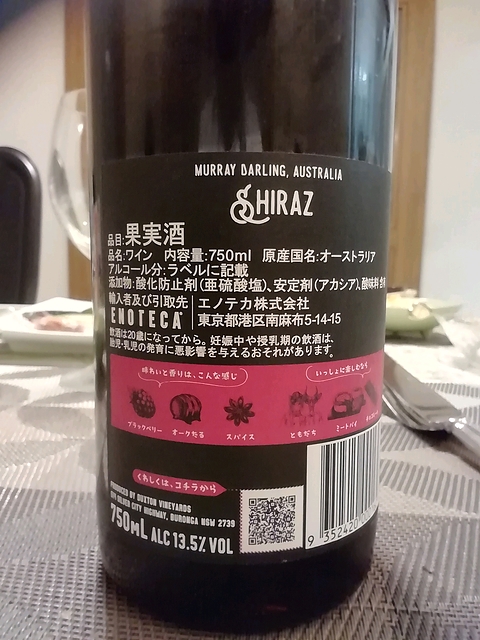 MURRAY DARLING, AUSTRALIA
SHIRAZ
品目:果実酒
品名:ワイン 内容量:750ml 原産国名:オーストラリア
アルコール分:ラベルに記載
添加物:酸化防止剤(亜硫酸塩)、安定剤(アカシア)、酸味料
輸入者及び引取先 エノテカ株式会社
ENOTECA 東京都港区南麻布5-14-15
飲酒は20歳になってから。妊娠中や授乳期の飲酒は、
胎児・乳児の発育に悪影響を与えるおそれがあります。
味わいと香りは、こんな感じ
いっしょに楽しむなら
ブラックベリー オークだる スパイス ともだち ミートパイ
くわしくは、コチラから
PRODUCED BY BUXTON VINEYARDS
SILVER CITY HIGHWAY, BURONGA NSW 2739
750ML ALC 13.5% VOL
9 352420